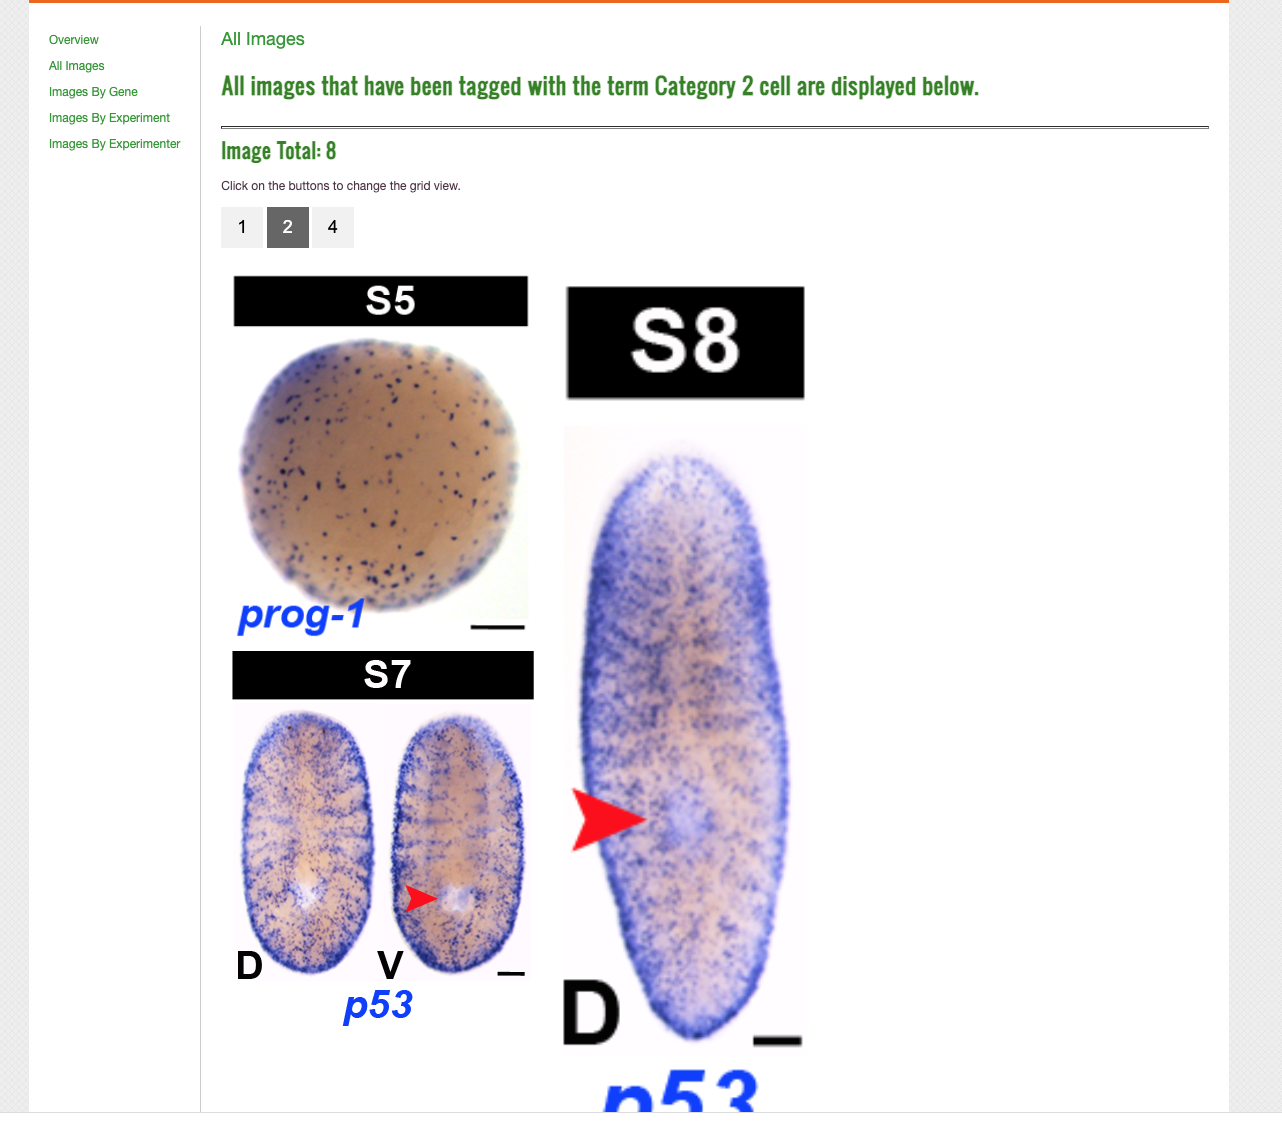 Overview
All Images
Images By Gene
Images By Experiment
Images By Experimenter
All Images
All images that have been tagged with the term Category 2 cell are displayed below.
Image Total: 8
Click on the buttons to change the grid view.
1 2 4
S5
prog-1
S7
D V
p53
S8
D
p53